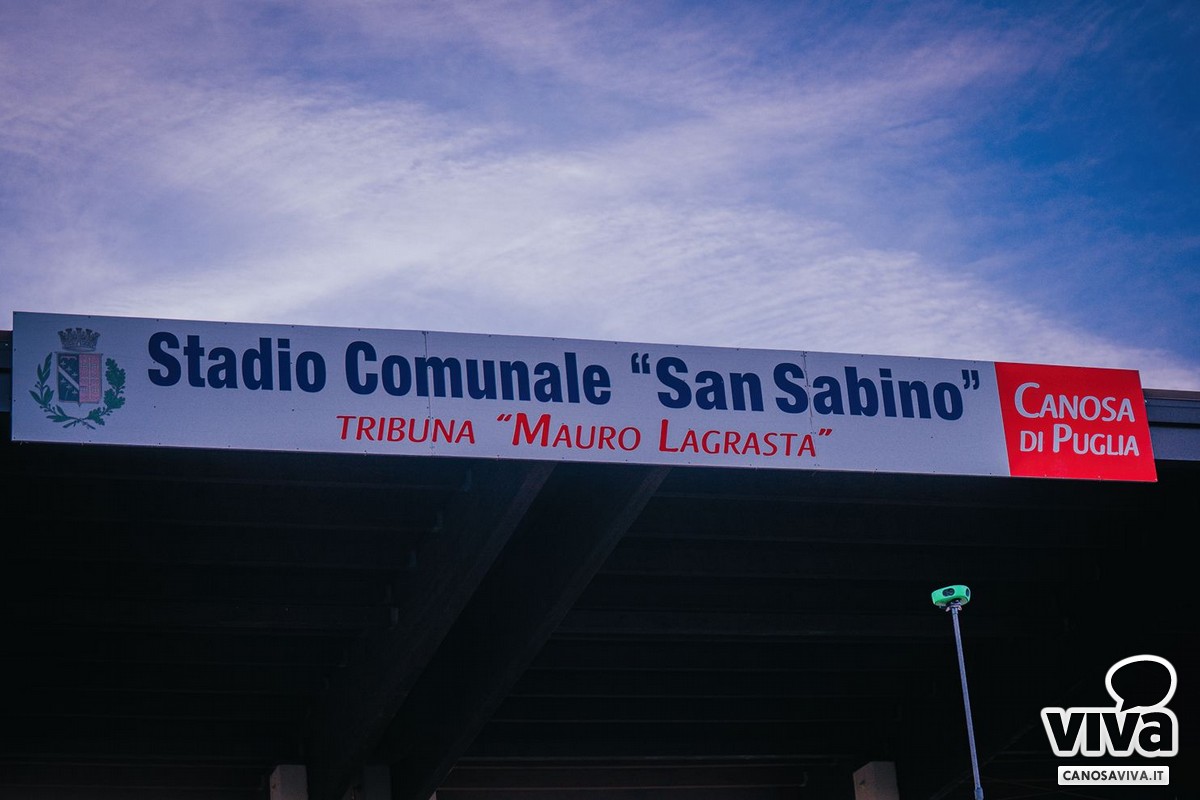 Stadio Comunale “San Sabino”
TRIBUNA “MAURO LAGRASTA”
CANOSA
DI PUGLIA
VIVA
CANOSAVIVA.IT